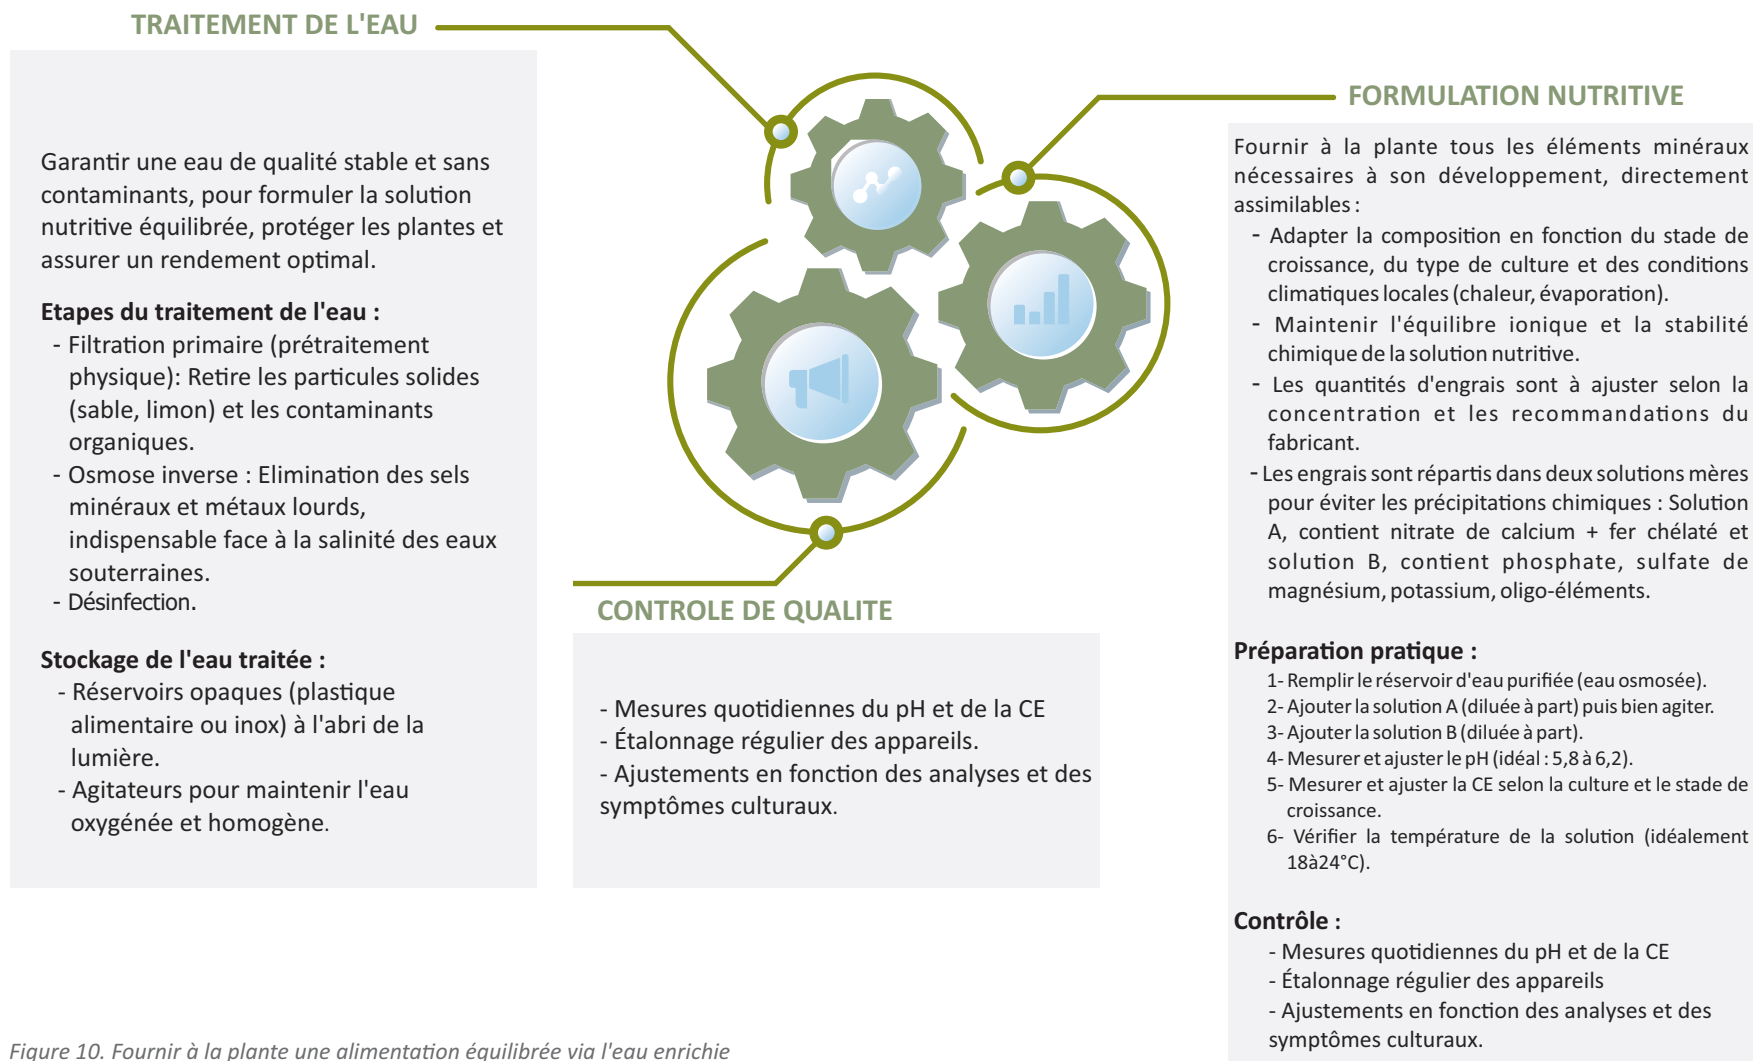 TRAITEMENT DE L'EAU
Garantir une eau de qualité stable et sans
contaminants, pour formuler la solution
nutritive équilibrée, protéger les plantes et
assurer un rendement optimal.
Etapes du traitement de l'eau :
- Filtration primaire (prétraitement
physique): Retire les particules solides
(sable, limon) et les contaminants
organiques.
- Osmose inverse : Elimination des sels
minéraux et métaux lourds,
indispensable face à la salinité des eaux
souterraines.
- Désinfection.
Stockage de l'eau traitée :
- Réservoirs opaques (plastique
alimentaire ou inox) à l'abri de la
lumière.
- Agitateurs pour maintenir l'eau
oxygénée et homogène.
CONTROLE DE QUALITE
- Mesures quotidiennes du pH et de la CE
- Étalonnage régulier des appareils.
- Ajustements en fonction des analyses et des
symptômes culturaux.
FORMULATION NUTRITIVE
Fournir à la plante tous les éléments minéraux
nécessaires à son développement, directement
assimilables :
- Adapter la composition en fonction du stade de
croissance, du type de culture et des conditions
climatiques locales (chaleur, évaporation).
- Maintenir l'équilibre ionique et la stabilité
chimique de la solution nutritive.
- Les quantités d'engrais sont à ajuster selon la
concentration et les recommandations du
fabricant.
- Les engrais sont répartis dans deux solutions mères
pour éviter les précipitations chimiques : Solution
A, contient nitrate de calcium + fer chélaté et
solution B, contient phosphate, sulfate de
magnésium, potassium, oligo-éléments.
Préparation pratique :
1- Remplir le réservoir d'eau purifiée (eau osmosée).
2- Ajouter la solution A (diluée à part) puis bien agiter.
3- Ajouter la solution B (diluée à part).
4- Mesurer et ajuster le pH (idéal : 5,8 à 6,2).
5- Mesurer et ajuster la CE selon la culture et le stade de
croissance.
6- Vérifier la température de la solution (idéalement
18à24°C).
Contrôle :
- Mesures quotidiennes du pH et de la CE
- Étalonnage régulier des appareils
- Ajustements en fonction des analyses et des
symptômes culturaux.
Figure 10. Fournir à la plante une alimentation équilibrée via l'eau enrichie